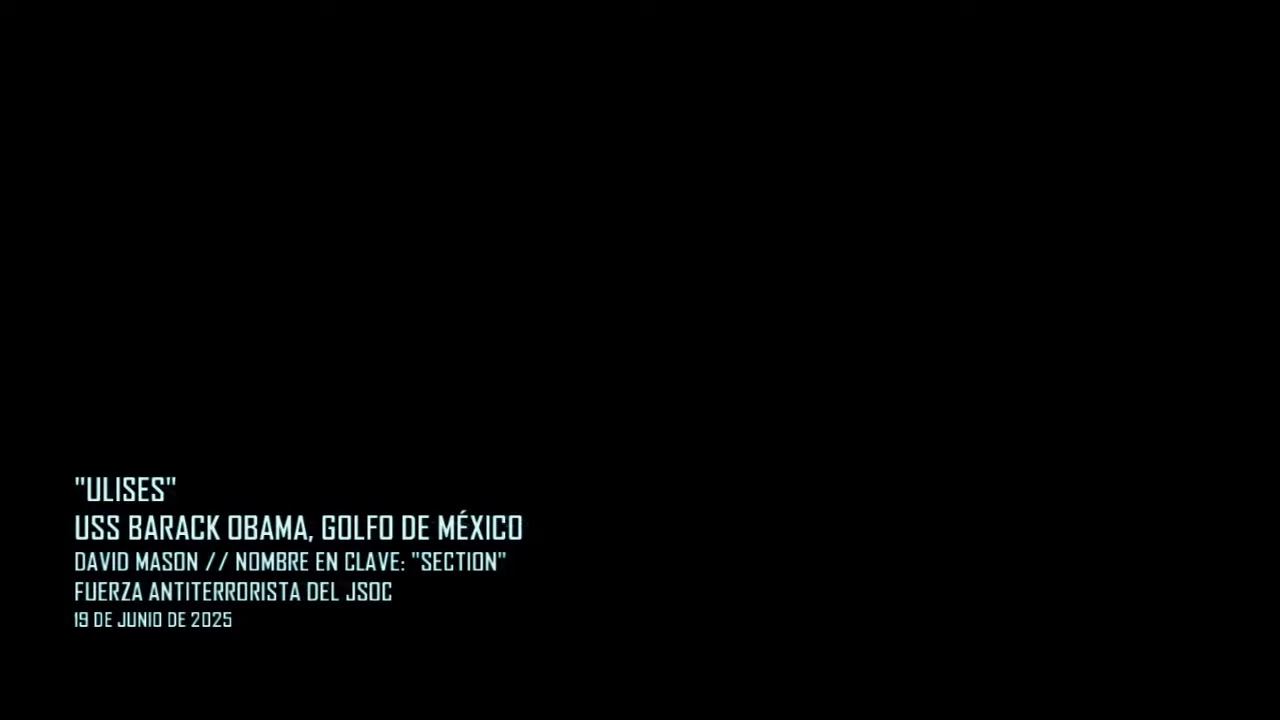 "ULISES"
USS BARACK OBAMA, GOLFO DE MÉXICO
DAVID MASON // NOMBRE EN CLAVE: "SECTION"
FUERZA ANTITERRORISTA DEL JSOC
19 DE JUNIO DE 2025